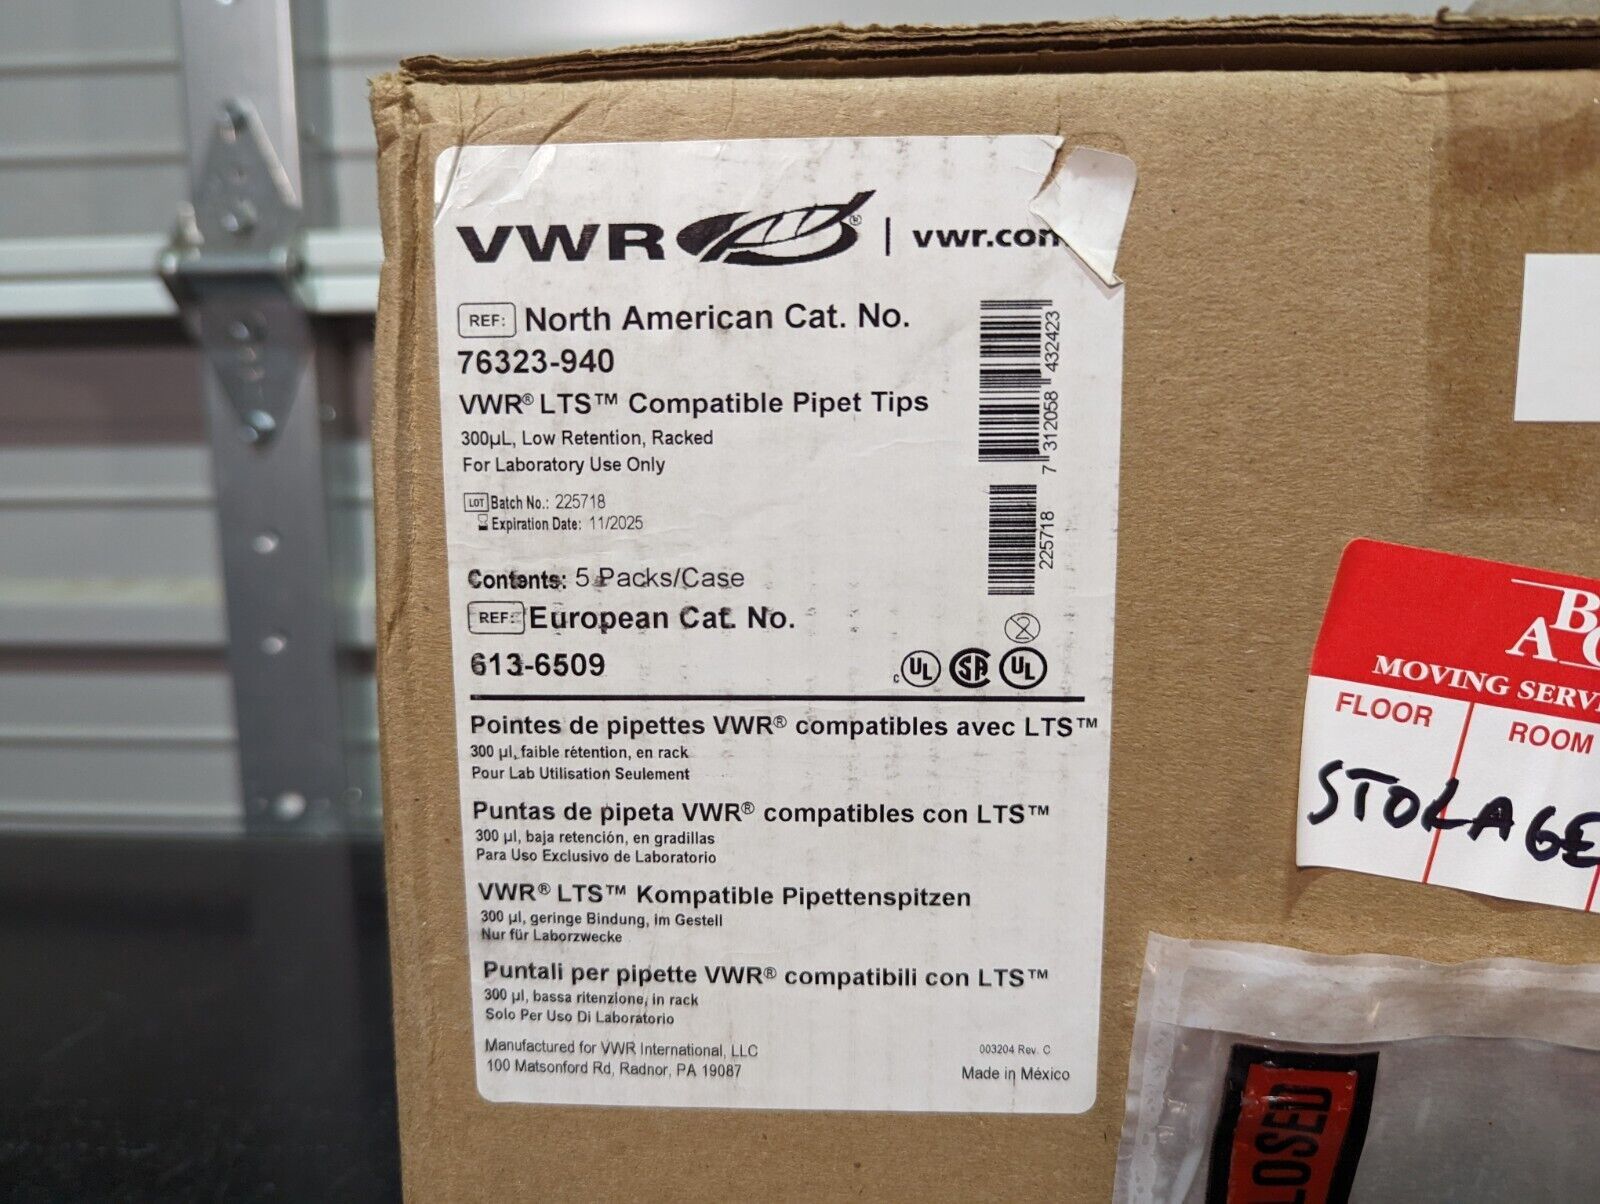 VWR® | vwr.com
REF: North American Cat. No.
76323-940
VWR® LTS™ Compatible Pipet Tips
300µL, Low Retention, Racked
For Laboratory Use Only
LOT Batch No.: 225718
Expiration Date: 11/2025
7 312058 432423
225718
Contents: 5 Packs/Case
REF: European Cat. No.
613-6509
2
c UL SA UL
Pointes de pipettes VWR® compatibles avec LTS™
300 µl, faible rétention, en rack
Pour Lab Utilisation Seulement
Puntas de pipeta VWR® compatibles con LTS™
300 µl, baja retención, en gradillas
Para Uso Exclusivo de Laboratorio
VWR® LTS™ Kompatible Pipettenspitzen
300 µl, geringe Bindung, im Gestell
Nur für Laborzwecke
Puntali per pipette VWR® compatibili con LTS™
300 µl, bassa ritenzione, in rack
Solo Per Uso Di Laboratorio
Manufactured for VWR International, LLC
100 Matsonford Rd, Radnor, PA 19087
003204 Rev. C
Made in México
MOVING SERV
FLOOR
ROOM
STORAGE
LOSED